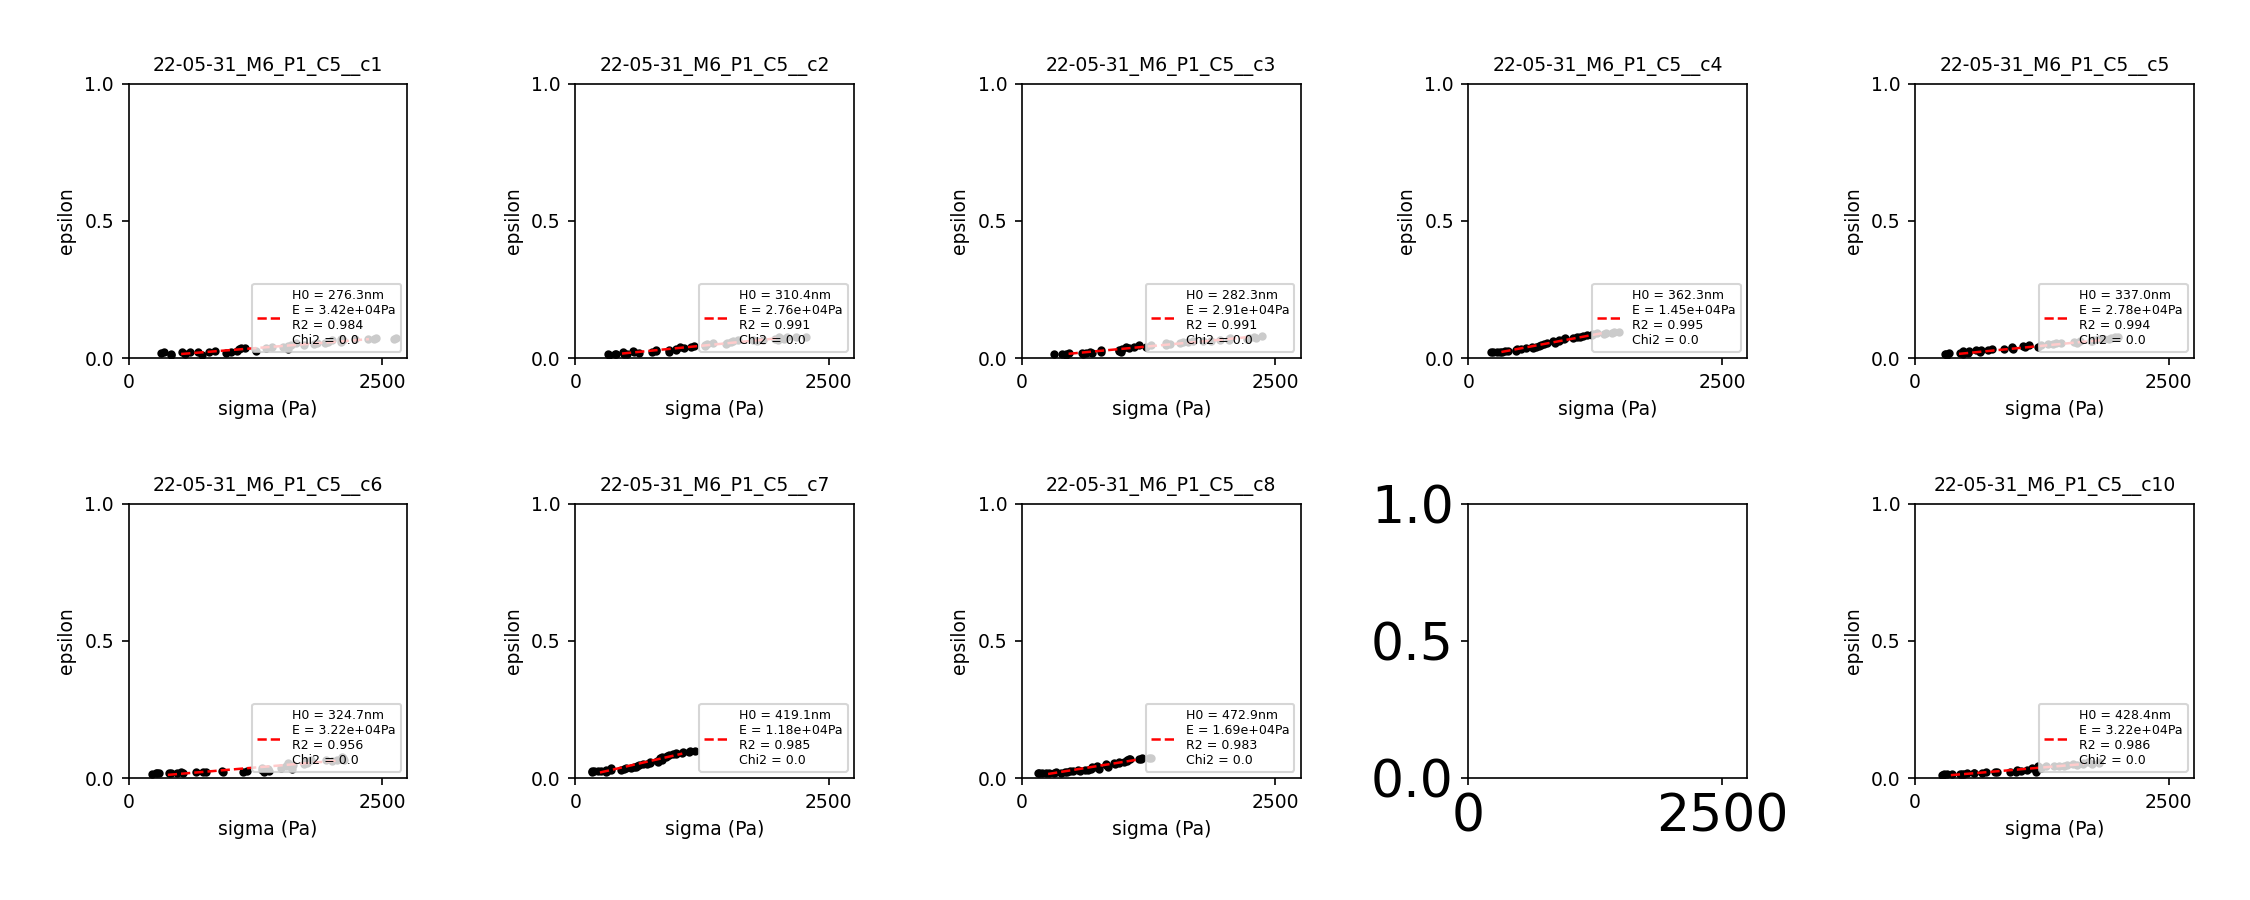 22-05-31_M6_P1_C5__c1
1.0
0.5
0.0
epsilon
H0 = 276.3nm
E = 3.42e+04Pa
R2 = 0.984
Chi2 = 0.0
0
2500
sigma (Pa)
22-05-31_M6_P1_C5__c2
1.0
0.5
0.0
epsilon
H0 = 310.4nm
E = 2.76e+04Pa
R2 = 0.991
Chi2 = 0.0
0
2500
sigma (Pa)
22-05-31_M6_P1_C5__c3
1.0
0.5
0.0
epsilon
H0 = 282.3nm
E = 2.91e+04Pa
R2 = 0.991
Chi2 = 0.0
0
2500
sigma (Pa)
22-05-31_M6_P1_C5__c4
1.0
0.5
0.0
epsilon
H0 = 362.3nm
E = 1.45e+04Pa
R2 = 0.995
Chi2 = 0.0
0
2500
sigma (Pa)
22-05-31_M6_P1_C5__c5
1.0
0.5
0.0
epsilon
H0 = 337.0nm
E = 2.78e+04Pa
R2 = 0.994
Chi2 = 0.0
0
2500
sigma (Pa)
22-05-31_M6_P1_C5__c6
1.0
0.5
0.0
epsilon
H0 = 324.7nm
E = 3.22e+04Pa
R2 = 0.956
Chi2 = 0.0
0
2500
sigma (Pa)
22-05-31_M6_P1_C5__c7
1.0
0.5
0.0
epsilon
H0 = 419.1nm
E = 1.18e+04Pa
R2 = 0.985
Chi2 = 0.0
0
2500
sigma (Pa)
22-05-31_M6_P1_C5__c8
1.0
0.5
0.0
epsilon
H0 = 472.9nm
E = 1.69e+04Pa
R2 = 0.983
Chi2 = 0.0
0
2500
sigma (Pa)
1.0
0.5
0.0
0
2500
22-05-31_M6_P1_C5__c10
1.0
0.5
0.0
epsilon
H0 = 428.4nm
E = 3.22e+04Pa
R2 = 0.986
Chi2 = 0.0
0
2500
sigma (Pa)